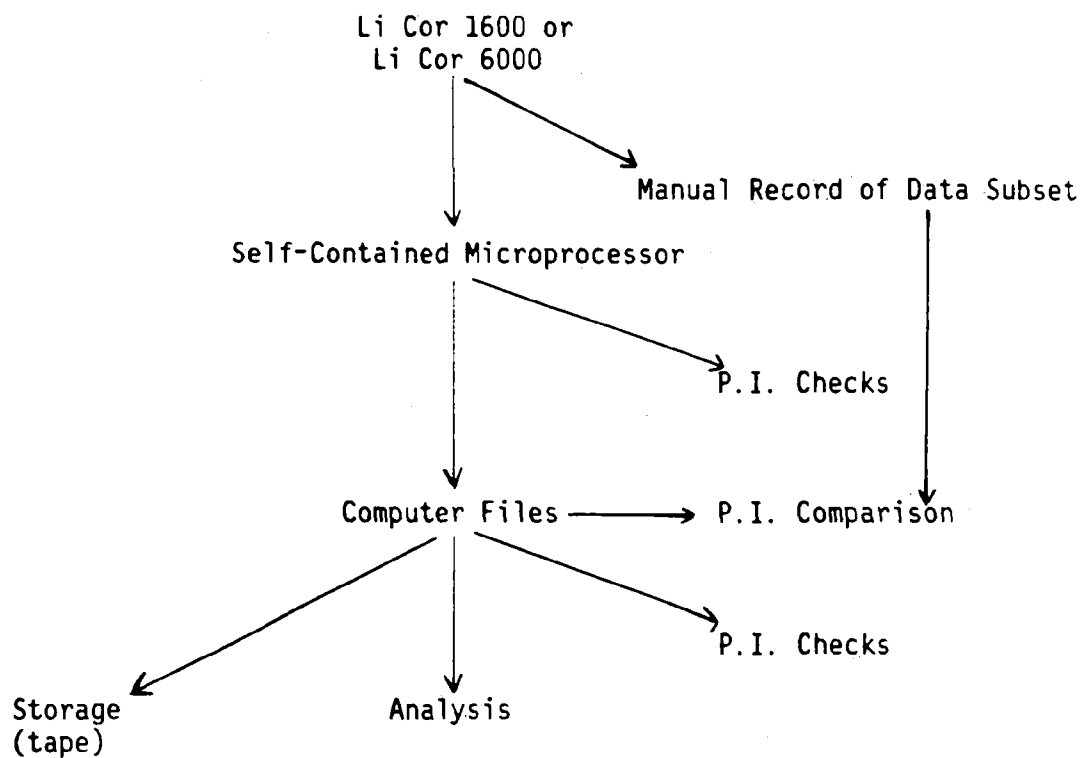 Li Cor 1600 or
Li Cor 6000
Manual Record of Data Subset
Self-Contained Microprocessor
P.I. Checks
Computer Files
P.I. Comparison
P.I. Checks
Storage
(tape)
Analysis